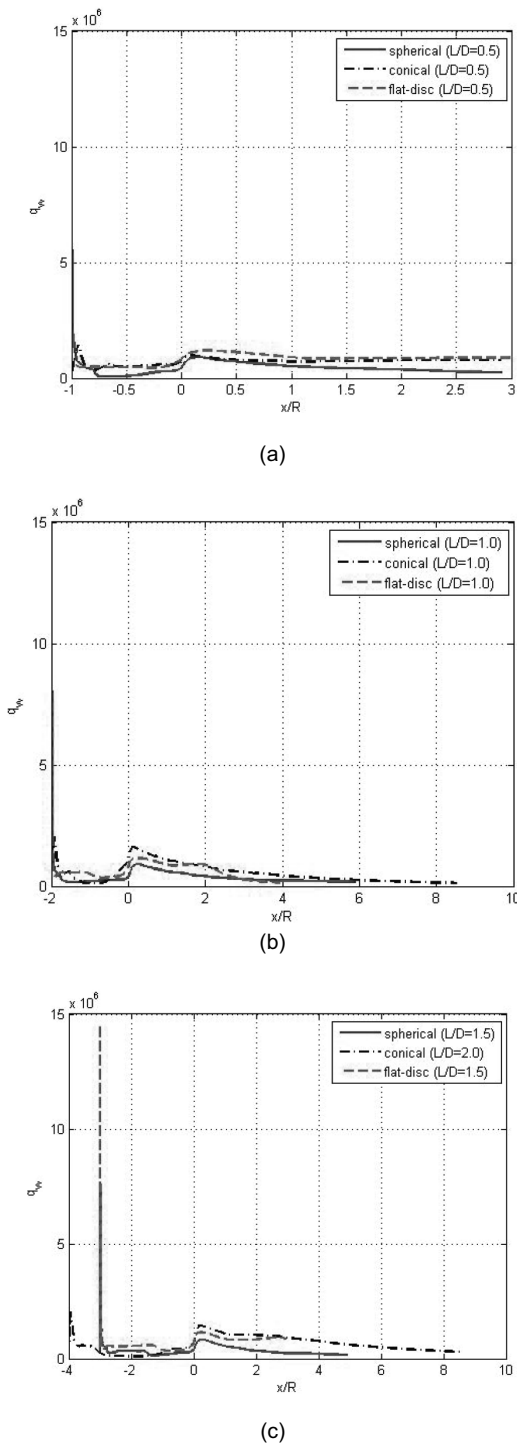 x 10^6
15
spherical (L/D=0.5)
conical (L/D=0.5)
flat-disc (L/D=0.5)
10
q_w
5
0
-1 -0.5 0 0.5 1 1.5 2 2.5 3
x/R
(a)
x 10^6
15
spherical (L/D=1.0)
conical (L/D=1.0)
flat-disc (L/D=1.0)
10
q_w
5
0
-2 0 2 4 6 8 10
x/R
(b)
x 10^6
15
spherical (L/D=1.5)
conical (L/D=2.0)
flat-disc (L/D=1.5)
10
q_w
5
0
-4 -2 0 2 4 6 8 10
x/R
(c)